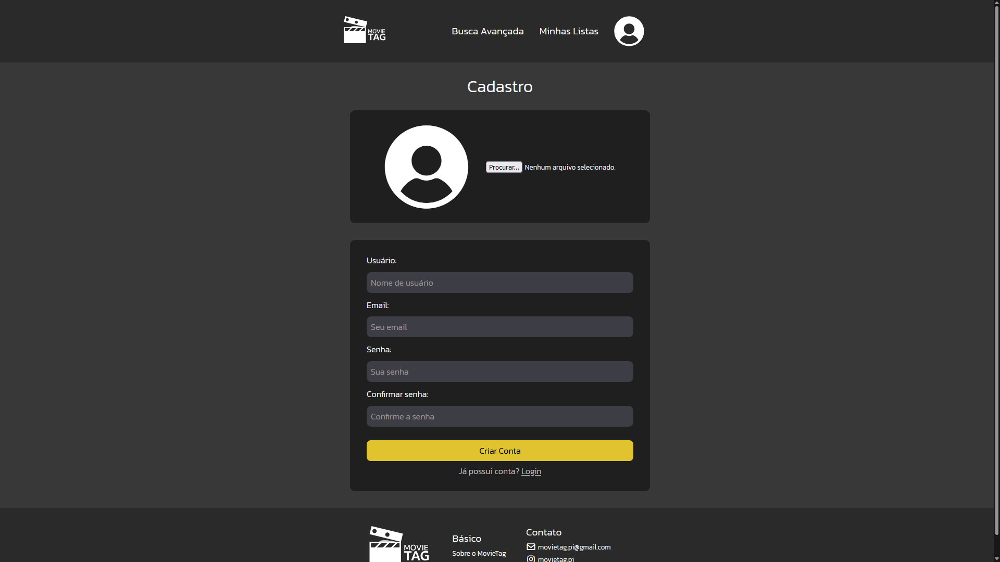 MOVIE
TAG
Busca Avançada
Minhas Listas
Cadastro
Procurar...
Nenhum arquivo selecionado.
Usuário:
Nome de usuário
Email:
Seu email
Senha:
Sua senha
Confirmar senha:
Confirme a senha
Criar Conta
Já possui conta? Login
MOVIE
TAG
Básico
Sobre o MovieTag
Contato
movietag.pi@gmail.com
movietag.pi